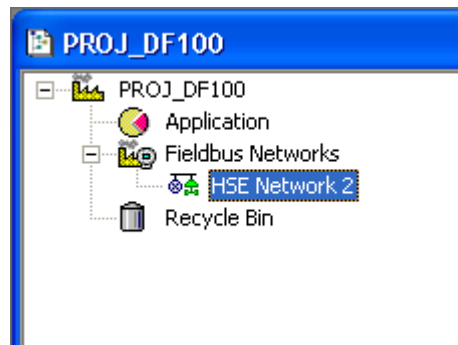 PROJ_DF100
PROJ_DF100
Application
Fieldbus Networks
HSE Network 2
Recycle Bin